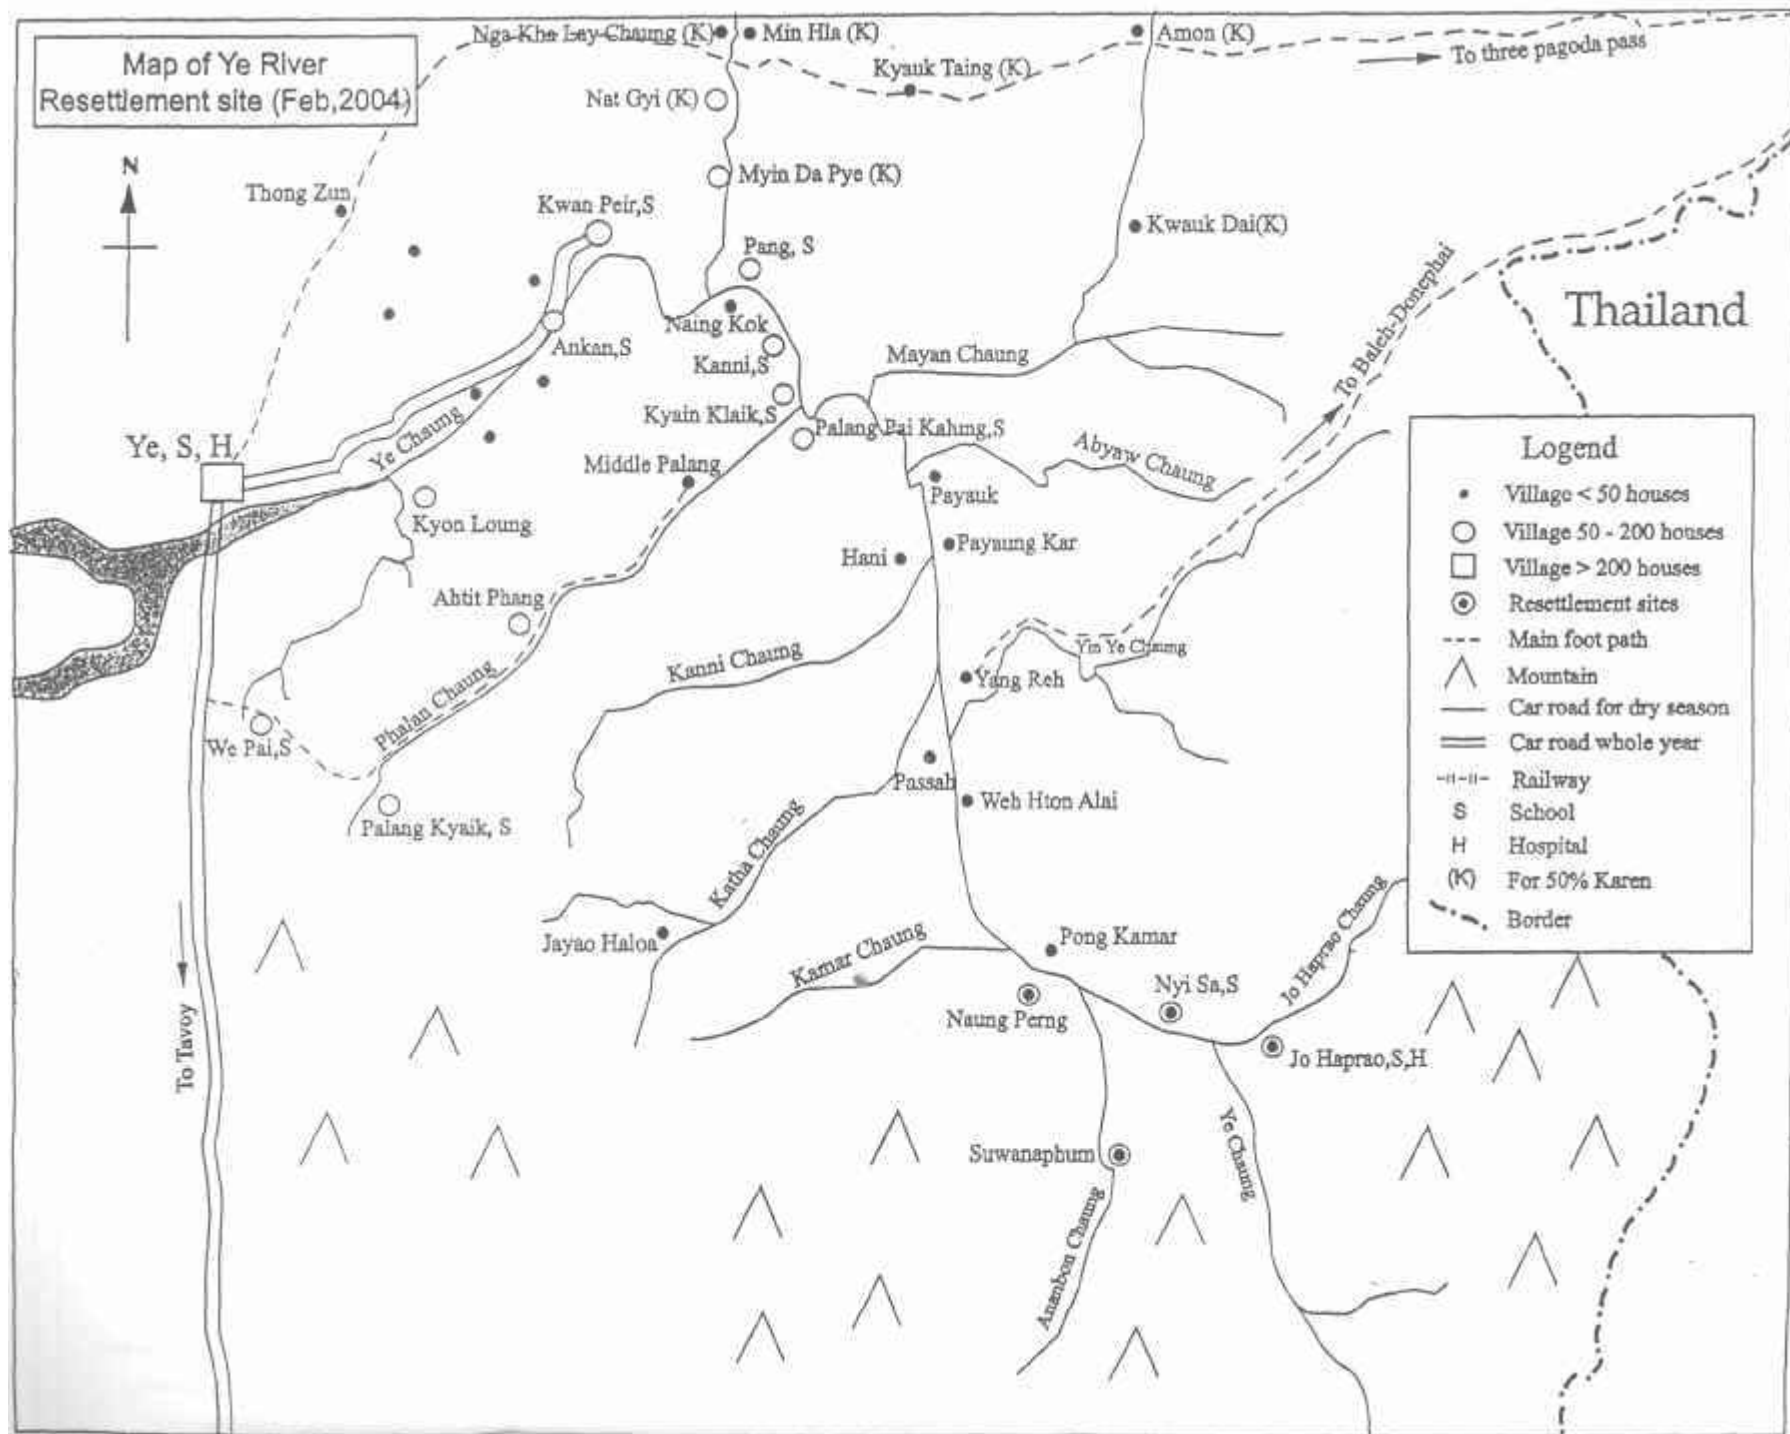 Map of Ye River
Resettlement site (Feb,2004)
N
Nga Khe Ley Chaung (K)
Min Hla (K)
Amon (K)
To three pagoda pass
Kyauk Taing (K)
Nat Gyi (K)
Myin Da Pye (K)
Thong Zun
Kwan Peir,S
Kwauk Dai(K)
Pang, S
To Baleh-Donephai
Thailand
Naing Kok
Ankan,S
Kanni,S
Mayan Chaung
Kyain Klaik,S
Palang Pai Kahmg,S
Ye Chaung
Ye, S, H
Middle Palang
Abyaw Chaung
Payauk
Kyon Loung
Hani
Payaung Kar
Ahtit Phang
Yin Ye Chaung
Kanni Chaung
Yang Reh
Phalan Chaung
We Pai,S
Passah
Weh Hton Alai
Palang Kyaik, S
Katha Chaung
Jayao Haloa
Kamar Chaung
Pong Kamar
Jo Haprao Chaung
Nyi Sa,S
Naung Perng
Jo Haprao,S,H
To Tavoy
Suwanaphum
Ye Chaung
Ananbon Chaung
Logend
Village < 50 houses
Village 50 - 200 houses
Village > 200 houses
Resettlement sites
Main foot path
Mountain
Car road for dry season
Car road whole year
Railway
S School
H Hospital
(K) For 50% Karen
Border